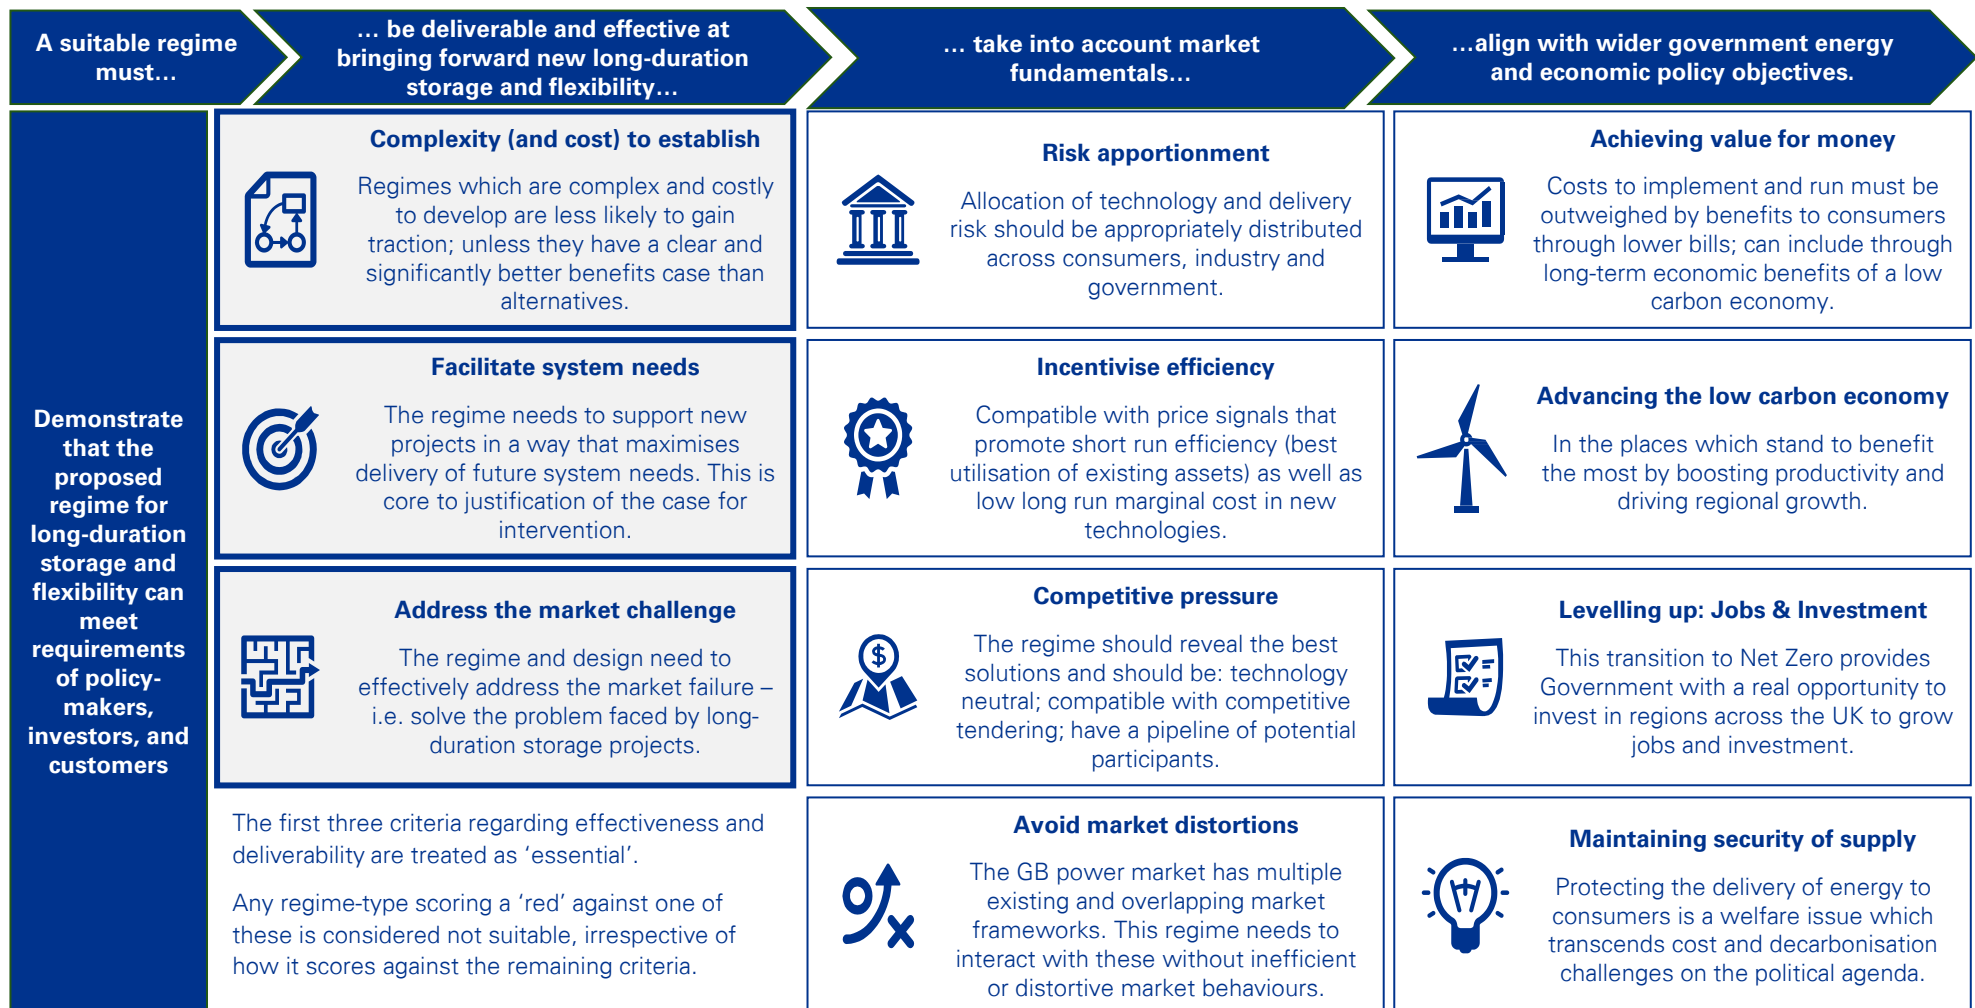 A suitable regime
must…
… be deliverable and effective at
bringing forward new long-duration
storage and flexibility…
… take into account market
fundamentals…
…align with wider government energy
and economic policy objectives.
Demonstrate
that the
proposed
regime for
long-duration
storage and
flexibility can
meet
requirements
of policy-
makers,
investors, and
customers
Complexity (and cost) to establish
Regimes which are complex and costly
to develop are less likely to gain
traction; unless they have a clear and
significantly better benefits case than
alternatives.
Facilitate system needs
The regime needs to support new
projects in a way that maximises
delivery of future system needs. This is
core to justification of the case for
intervention.
Address the market challenge
The regime and design need to
effectively address the market failure –
i.e. solve the problem faced by long-
duration storage projects.
The first three criteria regarding effectiveness and
deliverability are treated as ‘essential’.
Any regime-type scoring a ‘red’ against one of
these is considered not suitable, irrespective of
how it scores against the remaining criteria.
Risk apportionment
Allocation of technology and delivery
risk should be appropriately distributed
across consumers, industry and
government.
Incentivise efficiency
Compatible with price signals that
promote short run efficiency (best
utilisation of existing assets) as well as
low long run marginal cost in new
technologies.
Competitive pressure
$
The regime should reveal the best
solutions and should be: technology
neutral; compatible with competitive
tendering; have a pipeline of potential
participants.
Avoid market distortions
The GB power market has multiple
existing and overlapping market
frameworks. This regime needs to
interact with these without inefficient
or distortive market behaviours.
Achieving value for money
Costs to implement and run must be
outweighed by benefits to consumers
through lower bills; can include through
long-term economic benefits of a low
carbon economy.
Advancing the low carbon economy
In the places which stand to benefit
the most by boosting productivity and
driving regional growth.
Levelling up: Jobs & Investment
This transition to Net Zero provides
Government with a real opportunity to
invest in regions across the UK to grow
jobs and investment.
Maintaining security of supply
Protecting the delivery of energy to
consumers is a welfare issue which
transcends cost and decarbonisation
challenges on the political agenda.